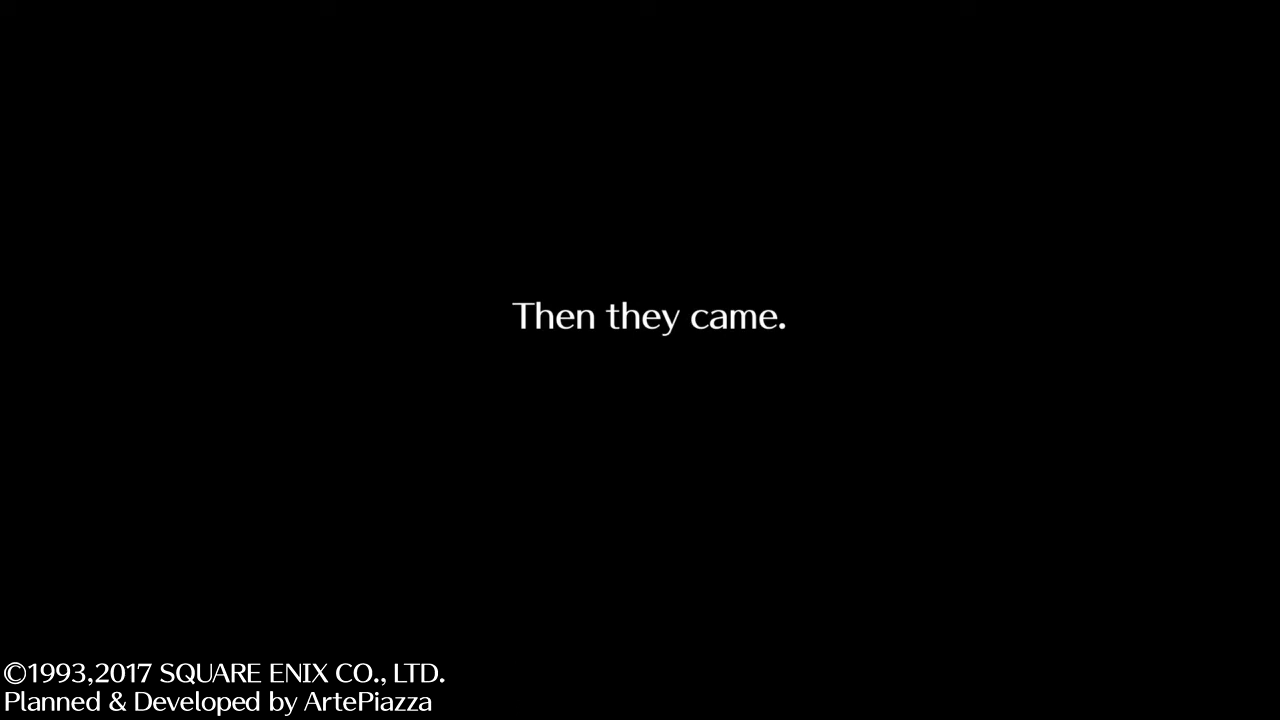 Then they came.
©1993,2017 SQUARE ENIX CO., LTD.
Planned & Developed by ArtePiazza